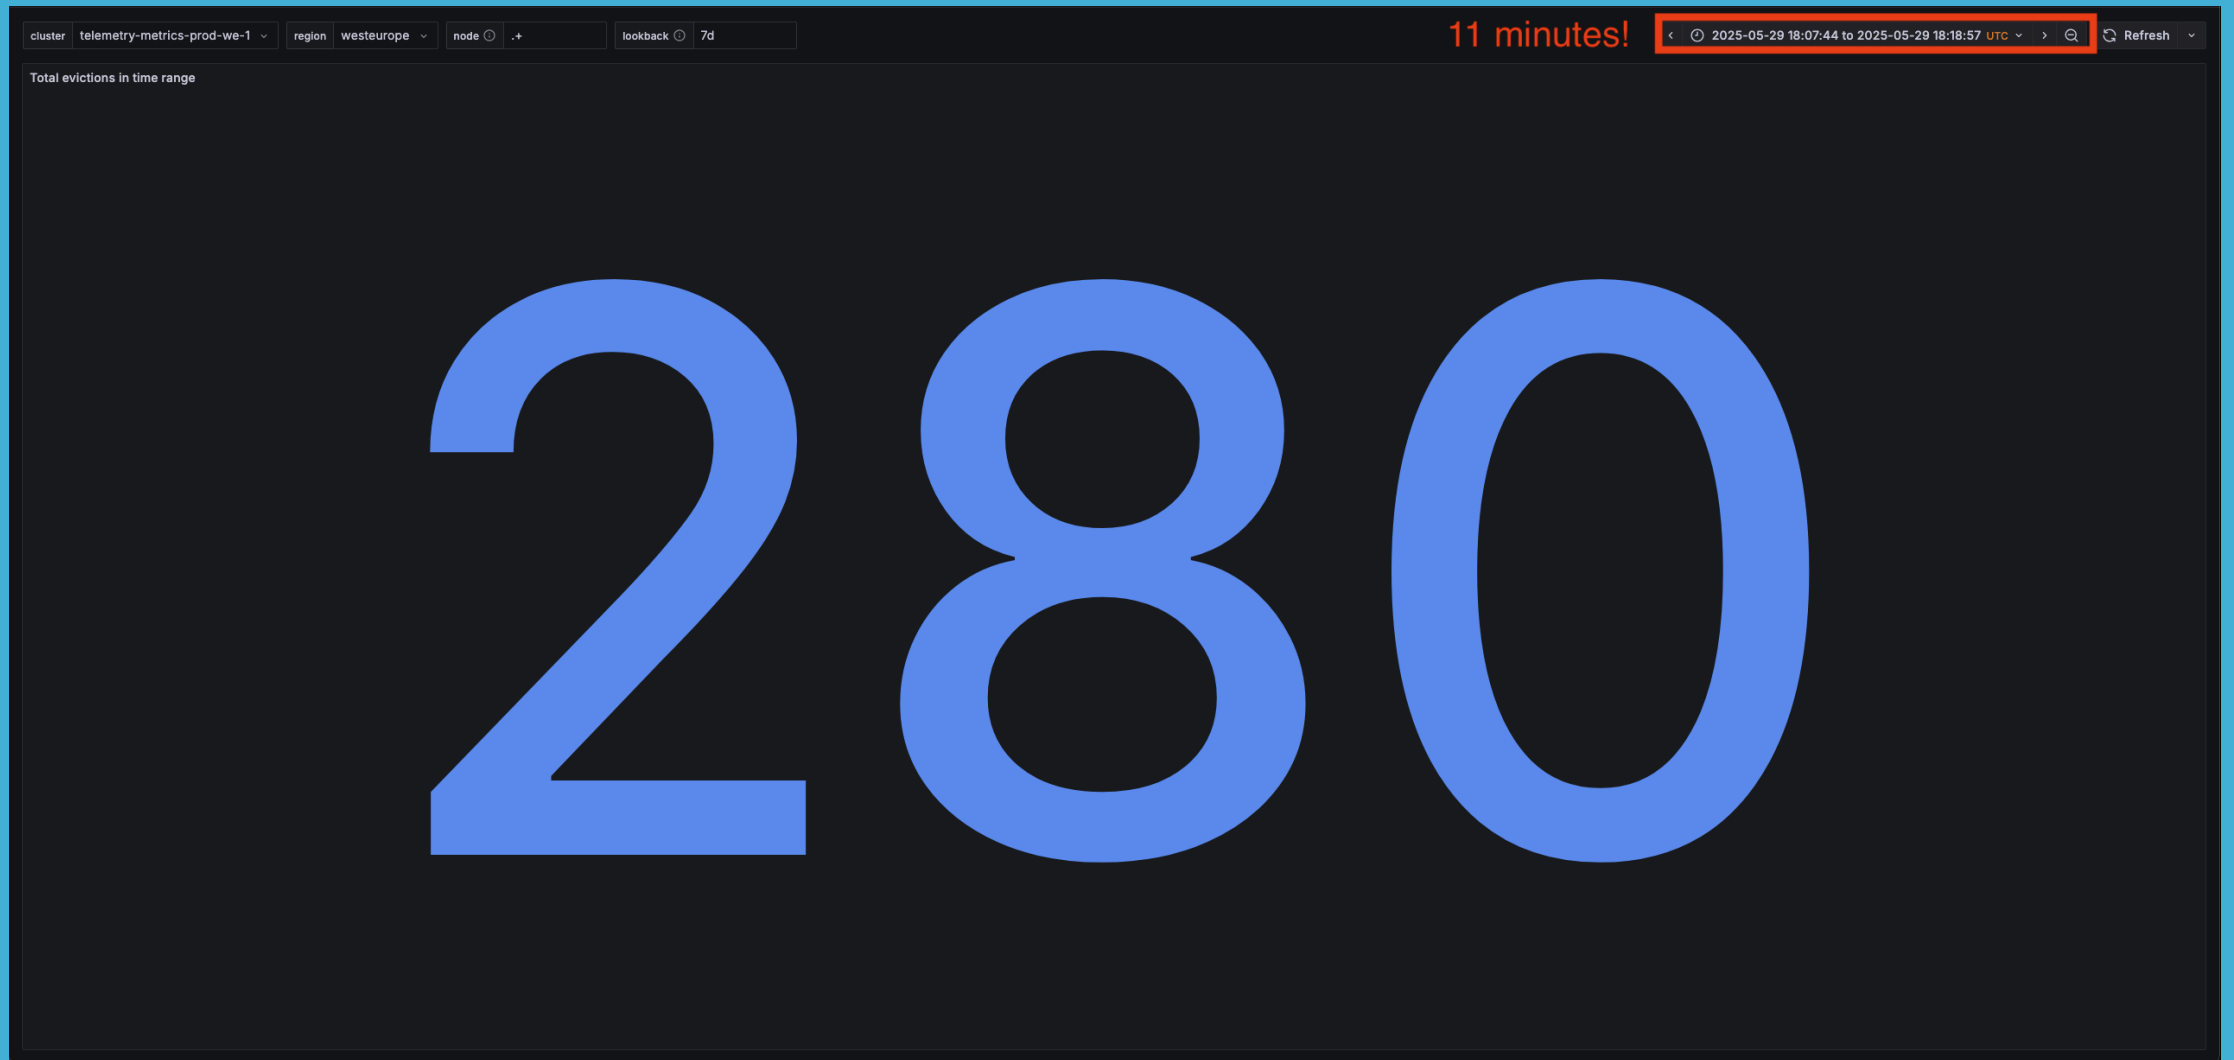 cluster telemetry-metrics-prod-we-1 region westeurope node .+ lookback 7d 11 minutes! 2025-05-29 18:07:44 to 2025-05-29 18:18:57 UTC Refresh
Total evictions in time range
280